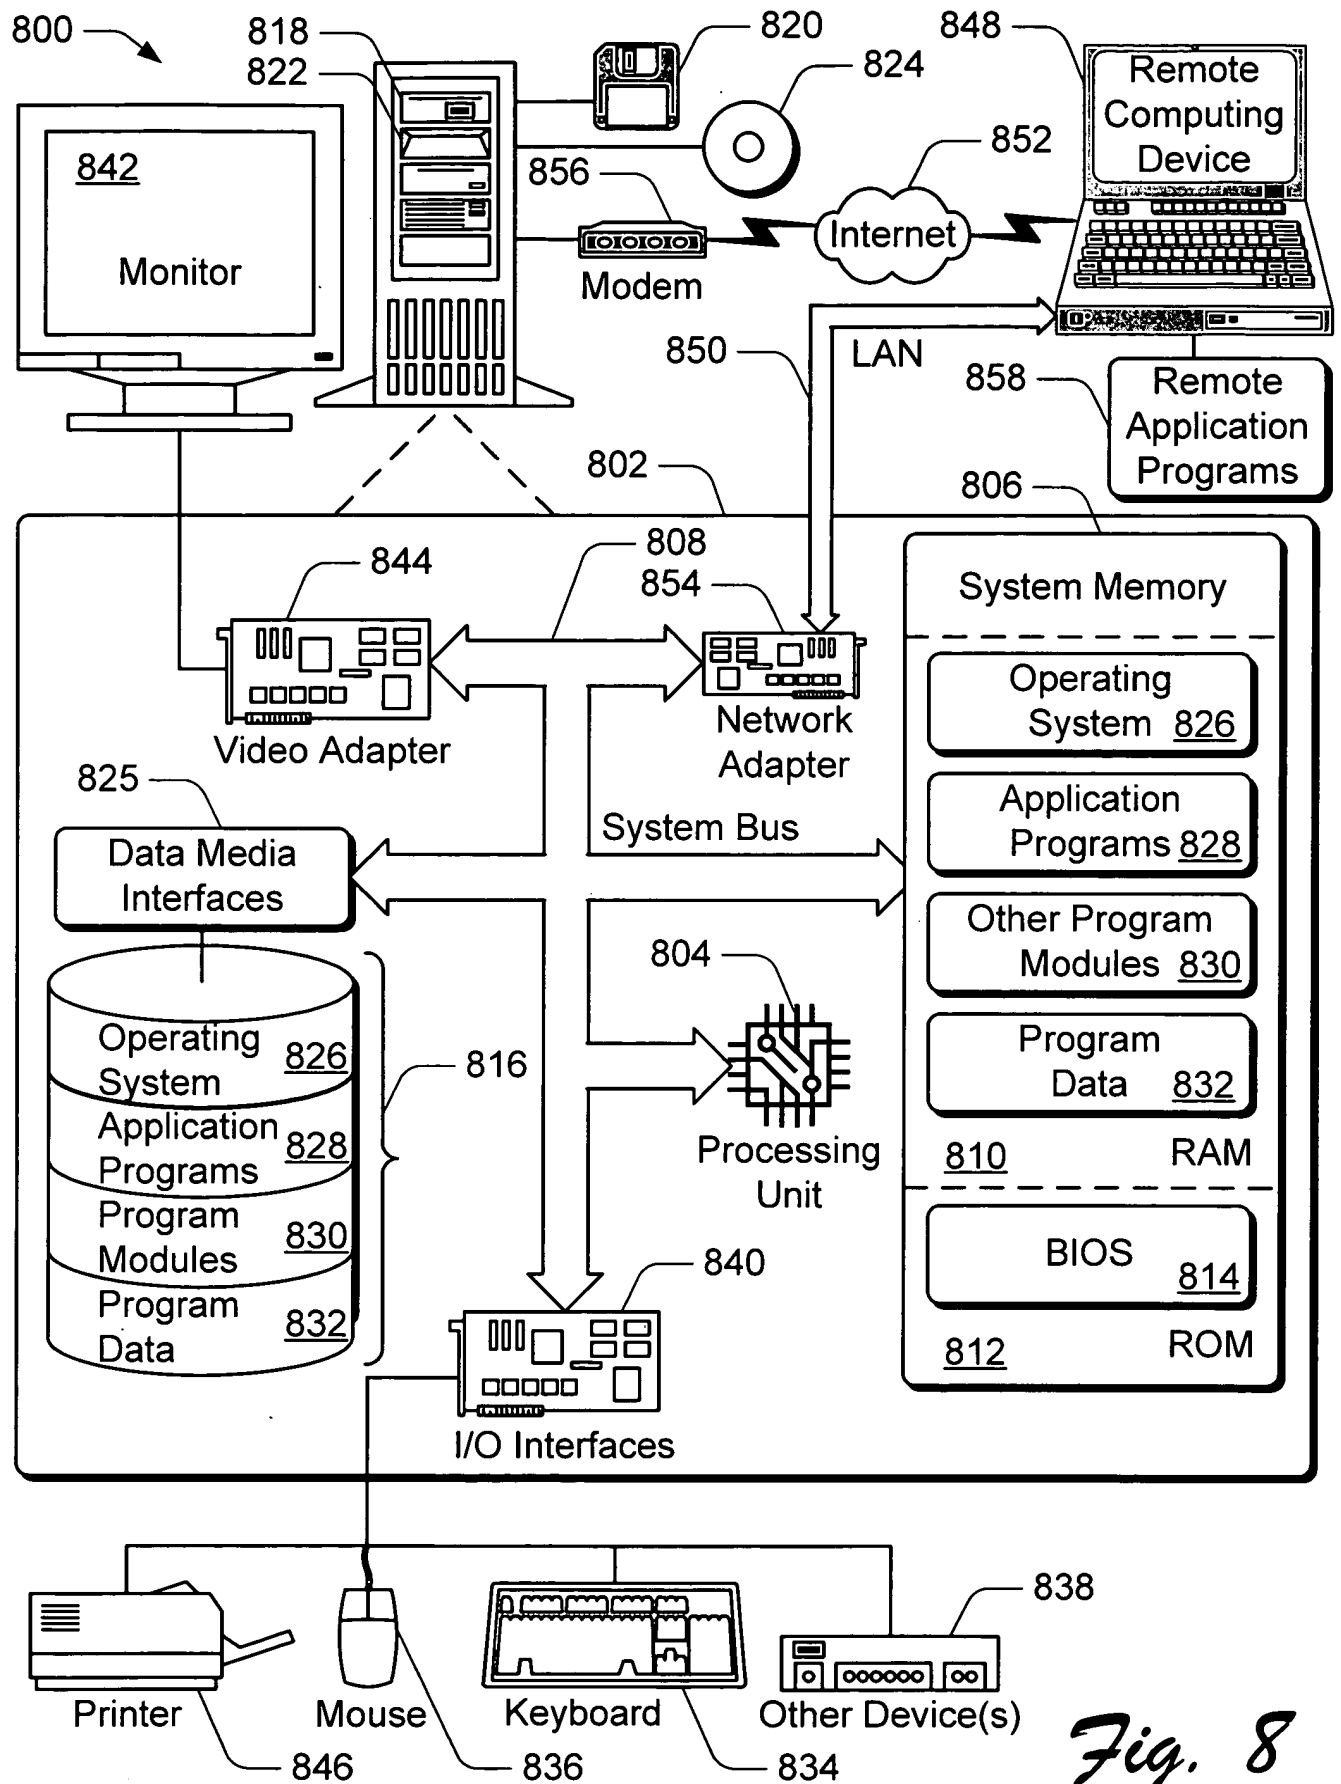 800
818
822
820
824
848
Remote
Computing
Device
842
Monitor
856
Modem
852
Internet
850
LAN
858
Remote
Application
Programs
802
806
808
844
854
Video Adapter
Network
Adapter
System Memory
Operating
System 826
Application
Programs 828
Other Program
Modules 830
Program
Data 832
810 RAM
BIOS
814
812 ROM
825
Data Media
Interfaces
System Bus
804
Processing
Unit
Operating
System 826
Application
Programs 828
Program
Modules 830
Program
Data 832
816
840
I/O Interfaces
838
Printer
Mouse
Keyboard
Other Device(s)
846
836
834
Fig. 8